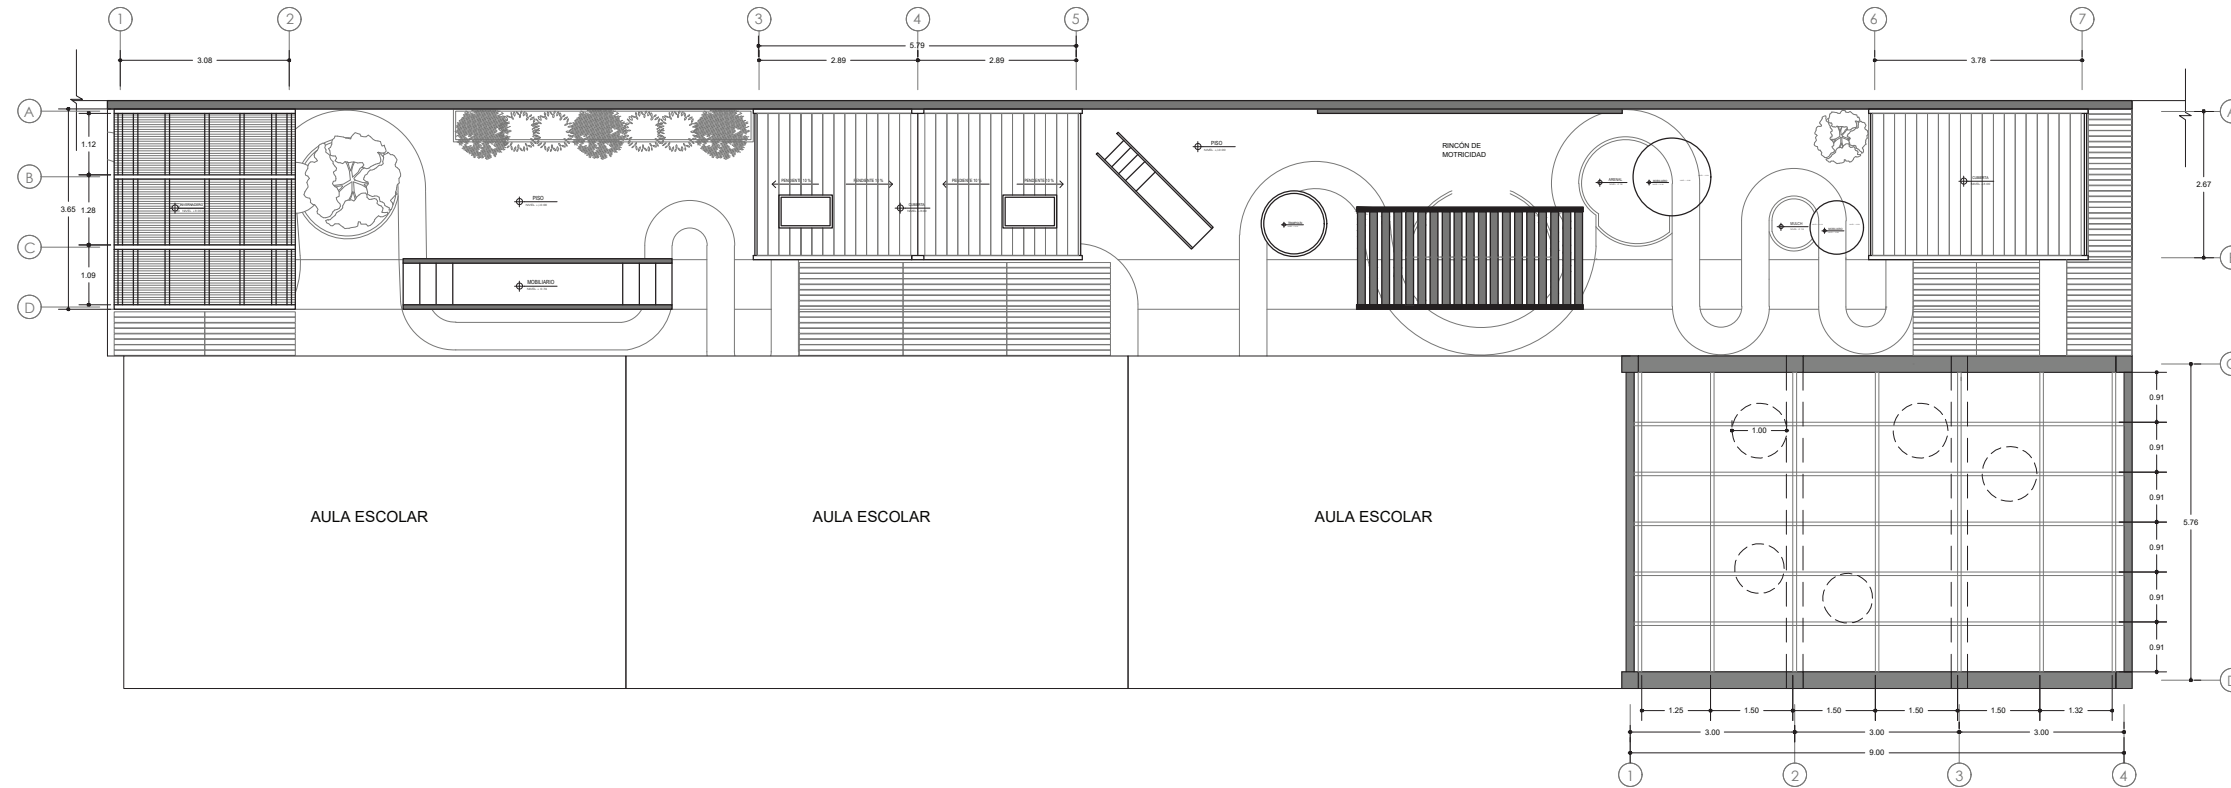 1
2
3
4
5
6
7
5.79
3.08
2.89
2.89
3.78
A
B
C
D
1.12
1.28
1.09
3.65
PISO
PISO
RINCÓN DE
MOTRICIDAD
PENDIENTE 10 %
PENDIENTE 10 %
PENDIENTE 10 %
PENDIENTE 10 %
CUBIERTA
CUBIERTA
ARENAL
MULCH
MOBILIARIO
2.67
AULA ESCOLAR
AULA ESCOLAR
AULA ESCOLAR
1.00
0.91
0.91
0.91
0.91
0.91
0.91
5.76
1.25
1.50
1.50
1.50
1.50
1.32
3.00
3.00
3.00
9.00
1
2
3
4